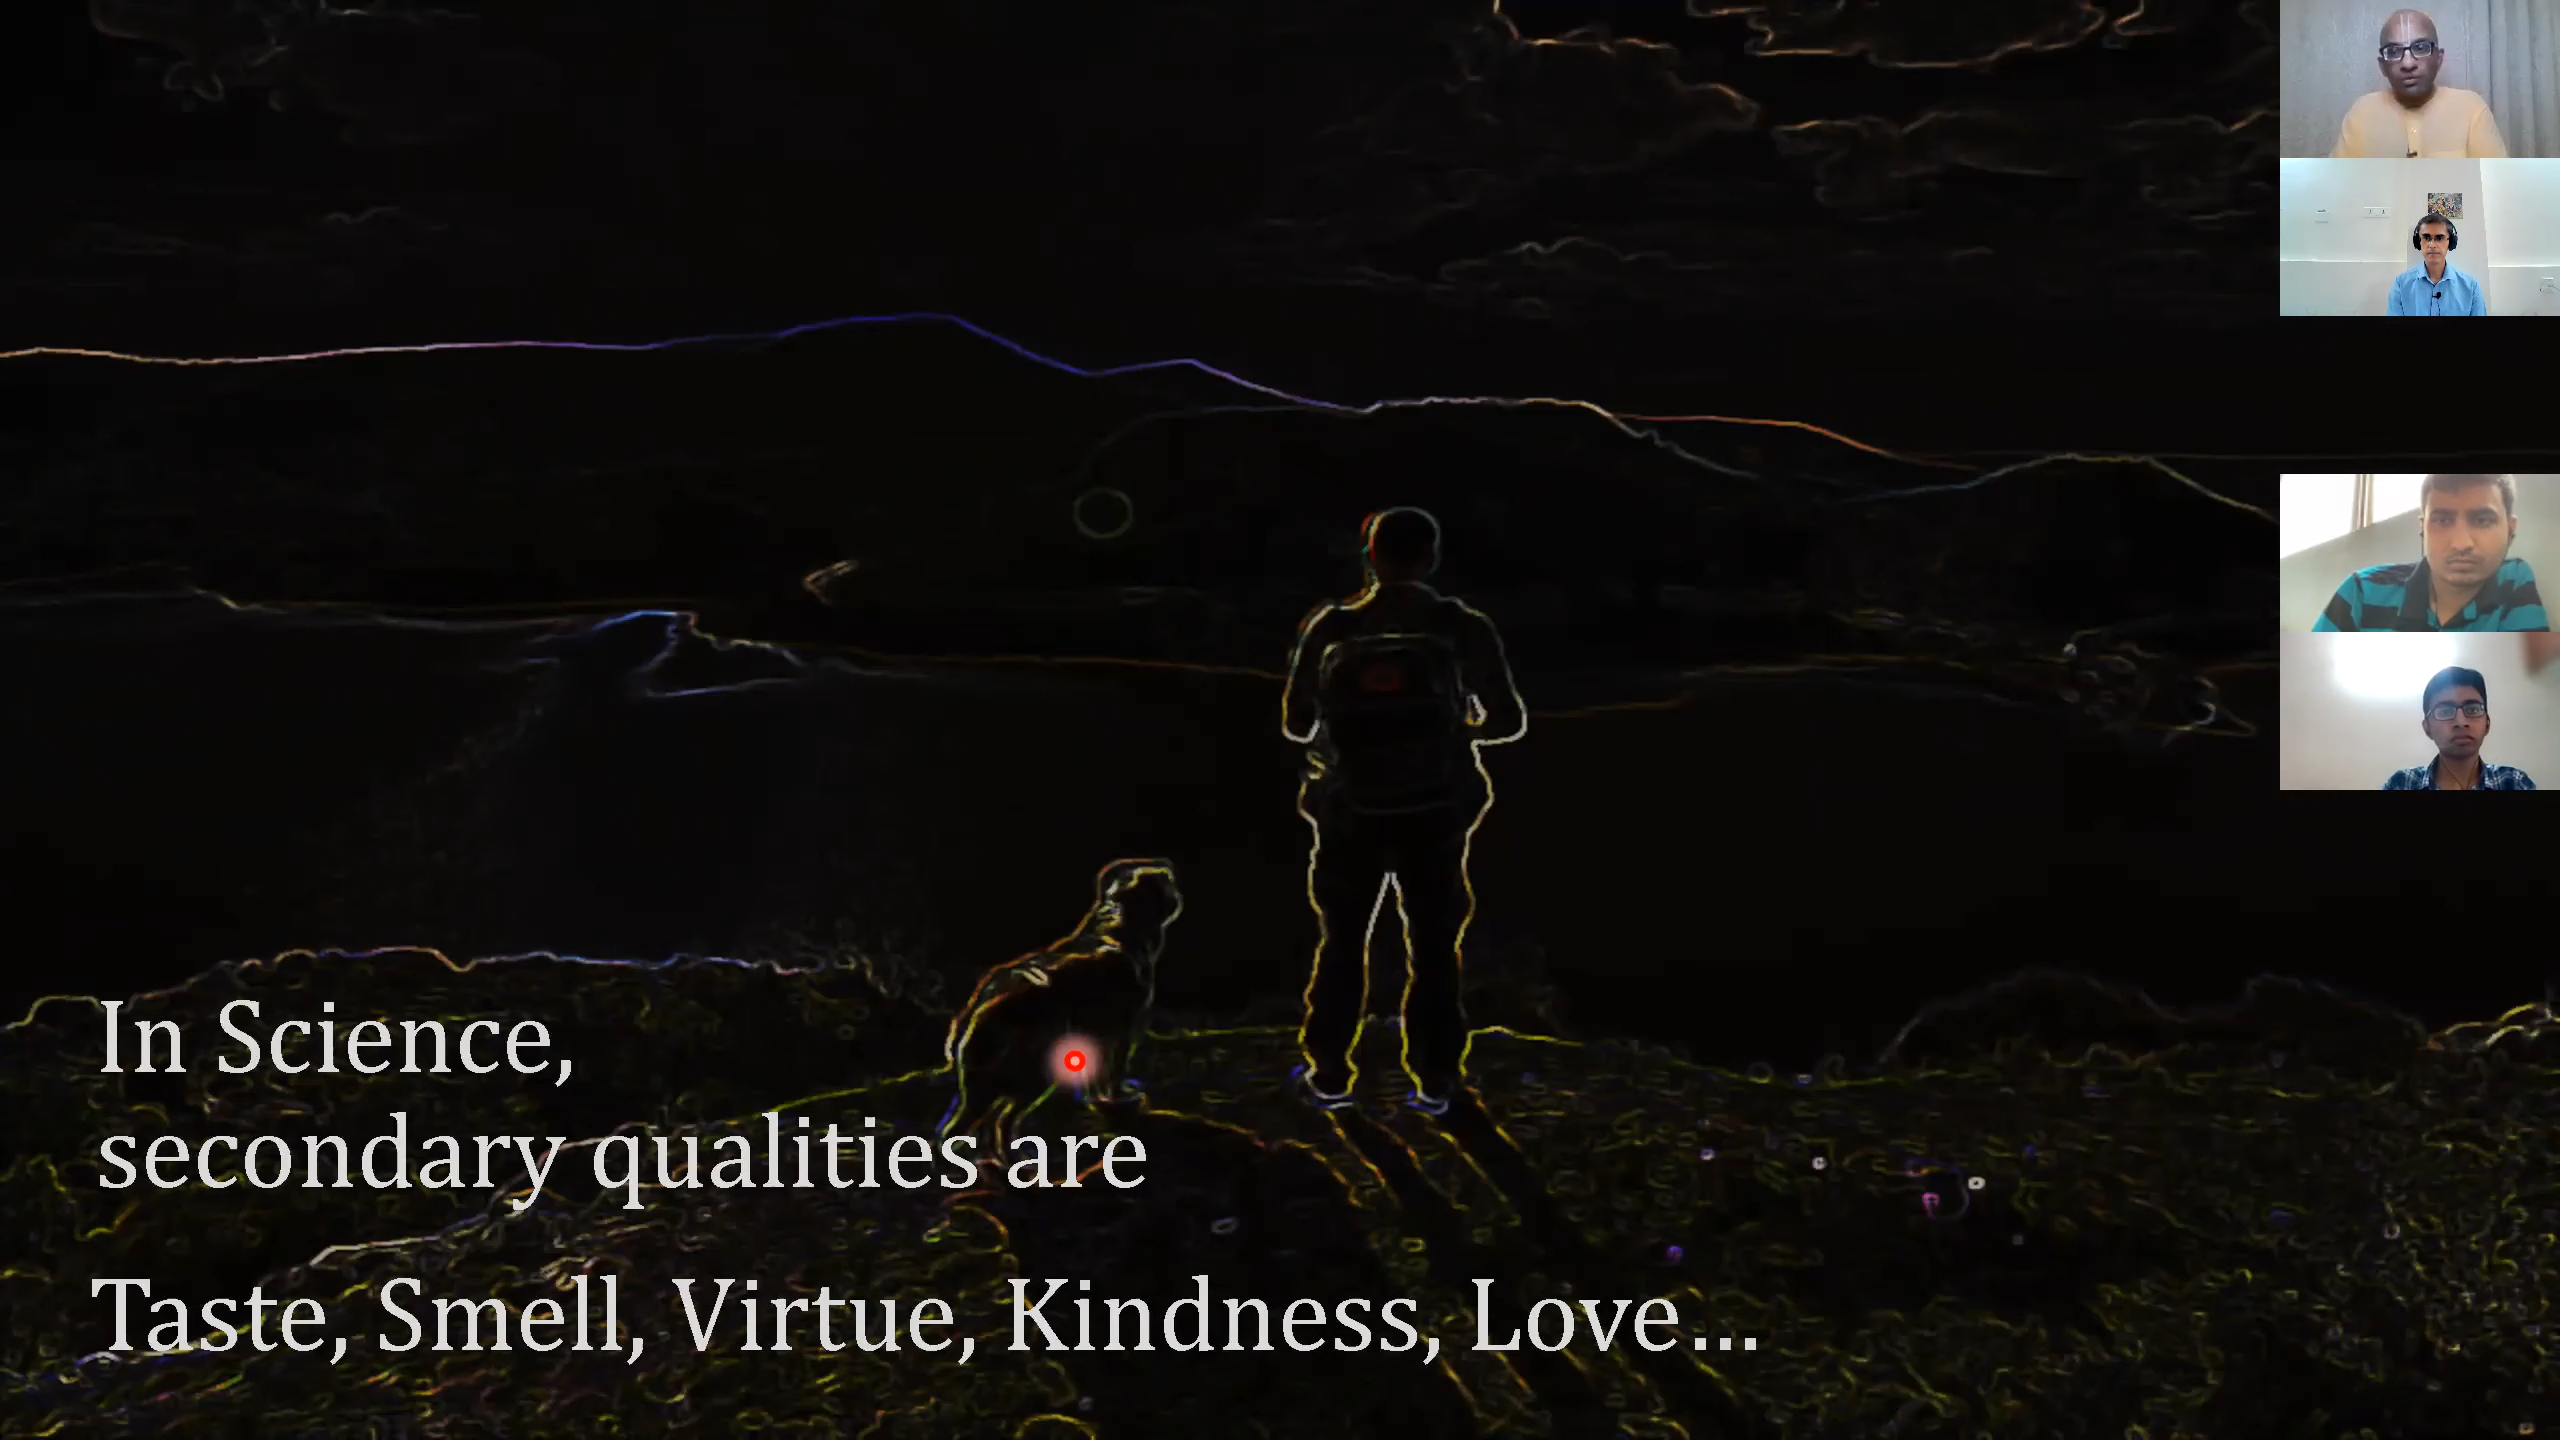 In Science,
secondary qualities are
Taste, Smell, Virtue, Kindness, Love...